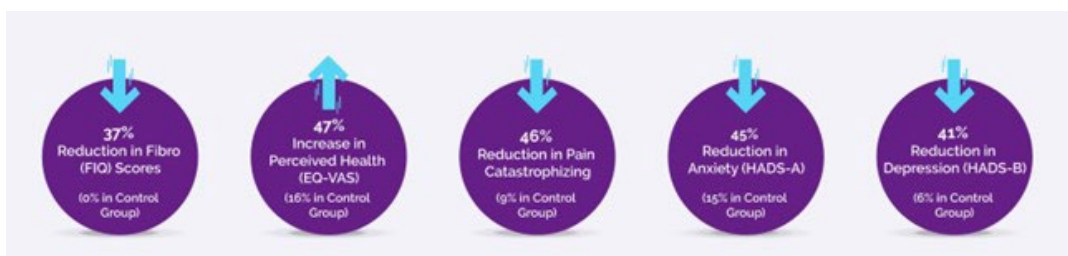 37%
Reduction in Fibro
(FIQ) Scores
(0% in Control
Group)
47%
Increase in
Perceived Health
(EQ-VAS)
(16% in Control
Group)
46%
Reduction in Pain
Catastrophizing
(9% in Control
Group)
45%
Reduction in
Anxiety (HADS-A)
(15% in Control
Group)
41%
Reduction in
Depression (HADS-B)
(6% in Control
Group)